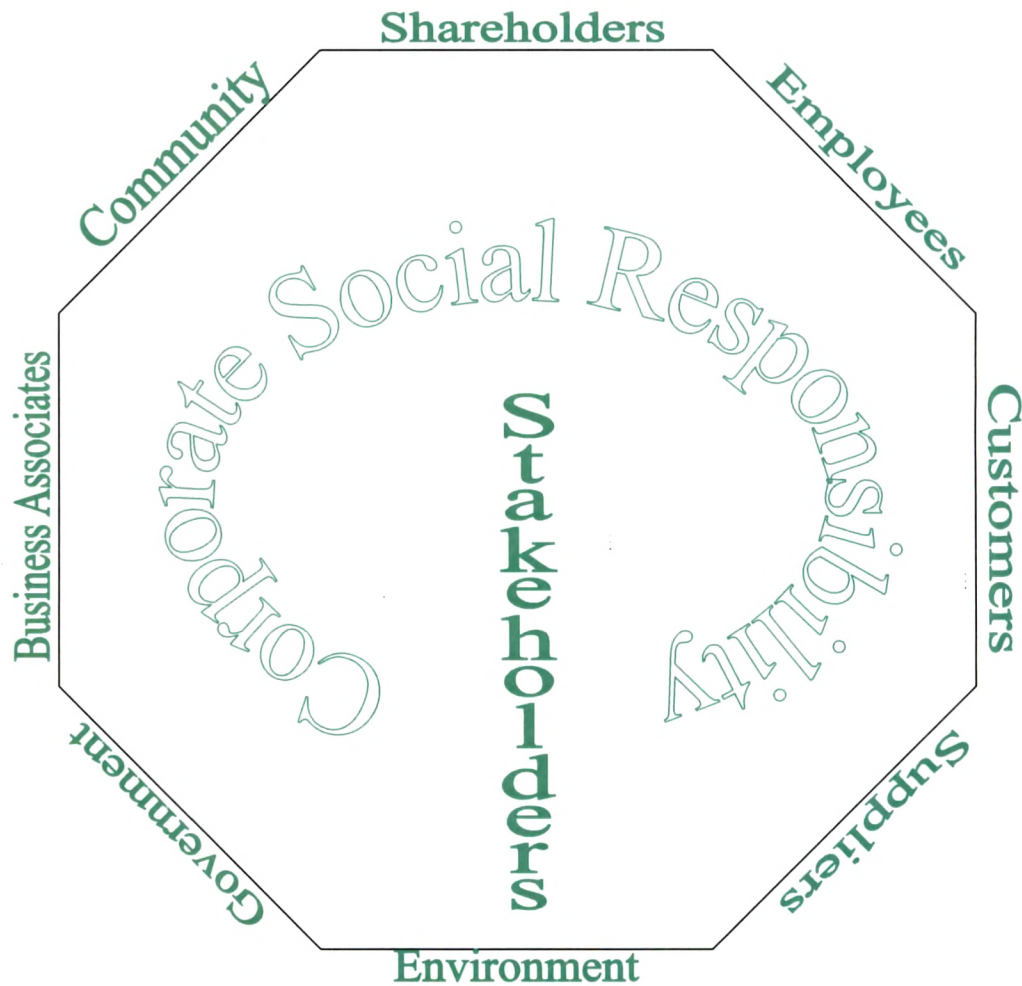 Shareholders
Employees
Customers
Suppliers
Environment
Government
Business Associates
Community
Corporate Social Responsibility
Stakeholders